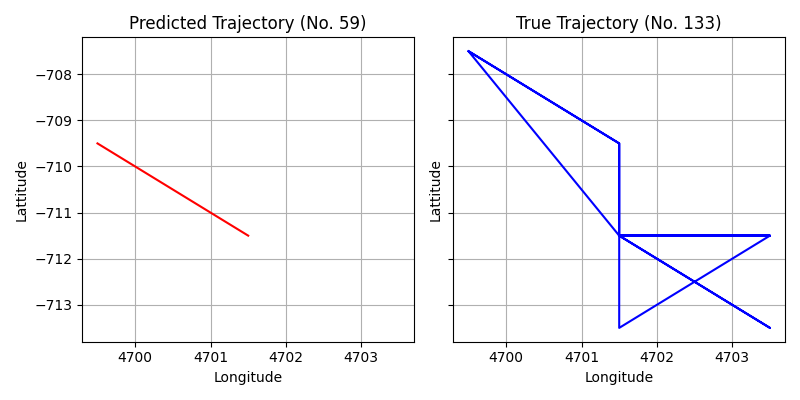 Predicted Trajectory (No. 59)
True Trajectory (No. 133)
−708
−709
−710
−711
−712
−713
Lattitude
Lattitude
4700
4701
4702
4703
4700
4701
4702
4703
Longitude
Longitude